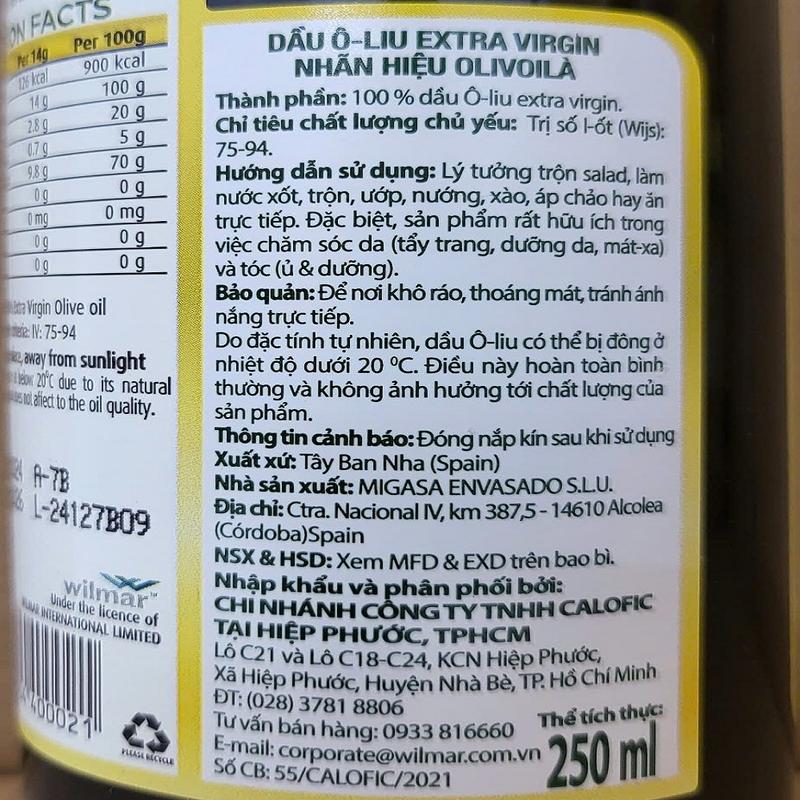 ON FACTS
Per 14g Per 100g
126 kcal 900 kcal
14 g 100 g
2.8 g 20 g
0.7 g 5 g
9.8 g 70 g
0 g 0 g
0 mg 0 mg
0 g 0 g
0 g 0 g
Extra Virgin Olive oil
IV: 75-94
away from sunlight
below 20°C due to its natural
not affect to the oil quality.
A-7B
L-24127B09
wilmar™
Under the licence of
WILMAR INTERNATIONAL LIMITED
400021
PLEASE RECYCLE
DẦU Ô-LIU EXTRA VIRGIN
NHÃN HIỆU OLIVOILÀ
Thành phần: 100 % dầu Ô-liu extra virgin.
Chỉ tiêu chất lượng chủ yếu: Trị số I-ốt (Wijs):
75-94.
Hướng dẫn sử dụng: Lý tưởng trộn salad, làm
nước xốt, trộn, ướp, nướng, xào, áp chảo hay ăn
trực tiếp. Đặc biệt, sản phẩm rất hữu ích trong
việc chăm sóc da (tẩy trang, dưỡng da, mát-xa)
và tóc (ủ & dưỡng).
Bảo quản: Để nơi khô ráo, thoáng mát, tránh ánh
nắng trực tiếp.
Do đặc tính tự nhiên, dầu Ô-liu có thể bị đông ở
nhiệt độ dưới 20 ⁰C. Điều này hoàn toàn bình
thường và không ảnh hưởng tới chất lượng của
sản phẩm.
Thông tin cảnh báo: Đóng nắp kín sau khi sử dụng
Xuất xứ: Tây Ban Nha (Spain)
Nhà sản xuất: MIGASA ENVASADO S.L.U.
Địa chỉ: Ctra. Nacional IV, km 387,5 - 14610 Alcolea
(Córdoba)Spain
NSX & HSD: Xem MFD & EXD trên bao bì.
Nhập khẩu và phân phối bởi:
CHI NHÁNH CÔNG TY TNHH CALOFIC
TẠI HIỆP PHƯỚC, TPHCM
Lô C21 và Lô C18-C24, KCN Hiệp Phước,
Xã Hiệp Phước, Huyện Nhà Bè, TP. Hồ Chí Minh
ĐT: (028) 3781 8806
Tư vấn bán hàng: 0933 816660
E-mail: corporate@wilmar.com.vn
Số CB: 55/CALOFIC/2021
Thể tích thực:
250 ml